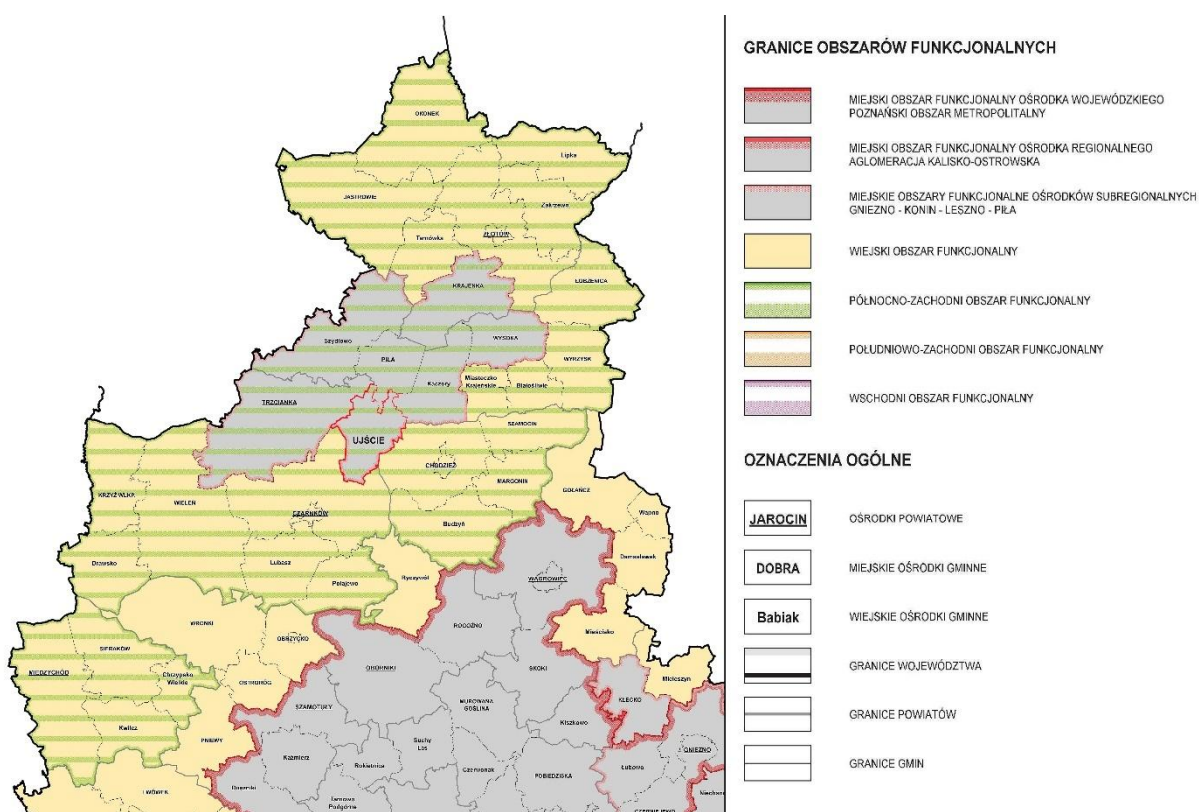 GRANICE OBSZARÓW FUNKCJONALNYCH
MIEJSKI OBSZAR FUNKCJONALNY OŚRODKA WOJEWÓDZKIEGO
POZNAŃSKI OBSZAR METROPOLITALNY
MIEJSKI OBSZAR FUNKCJONALNY OŚRODKA REGIONALNEGO
AGLOMERACJA KALISKO-OSTROWSKA
MIEJSKIE OBSZARY FUNKCJONALNE OŚRODKÓW SUBREGIONALNYCH
GNIEZNO - KONIN - LESZNO - PIŁA
WIEJSKI OBSZAR FUNKCJONALNY
PÓŁNOCNO-ZACHODNI OBSZAR FUNKCJONALNY
POŁUDNIOWO-ZACHODNI OBSZAR FUNKCJONALNY
WSCHODNI OBSZAR FUNKCJONALNY
OZNACZENIA OGÓLNE
JAROCIN
OŚRODKI POWIATOWE
DOBRA
MIEJSKIE OŚRODKI GMINNE
Babiak
WIEJSKIE OŚRODKI GMINNE
GRANICE WOJEWÓDZTWA
GRANICE POWIATÓW
GRANICE GMIN
OKONEK
Lipka
JASTROWIE
Zakrzewo
Tarnówka
ZŁOTÓW
KRAJENKA
ŁOBŻENICA
Szydłowo
WYSOKA
PIŁA
WYRZYSK
Kaczory
Miasteczko
Krajeńskie
Białośliwie
TRZCIANKA
SZAMOCIN
UJŚCIE
CHODZIEŻ
MARGONIN
GOŁAŃCZ
KRZYŻ WLKP
WIELEŃ
CZARNKÓW
Wapno
Budzyń
Damasławek
Drawsko
Lubasz
Połajewo
Ryczywół
WĄGROWIEC
WRONKI
ROGOŹNO
OBRZYCKO
Mieścisko
SIERAKÓW
MIĘDZYCHÓD
OBORNIKI
SKOKI
Chrzypsko
Wielkie
OSTRORÓG
Mieleszyn
SZAMOTUŁY
MUROWANA
GOŚLINA
KŁECKO
Kwilcz
PNIEWY
Kiszkowo
Suchy
Las
GNIEZNO
Kaźmierz
Rokietnica
Czerwonak
POBIEDZISKA
Łubowo
Duszniki
LWÓWEK
Tarnowo
Podgórne